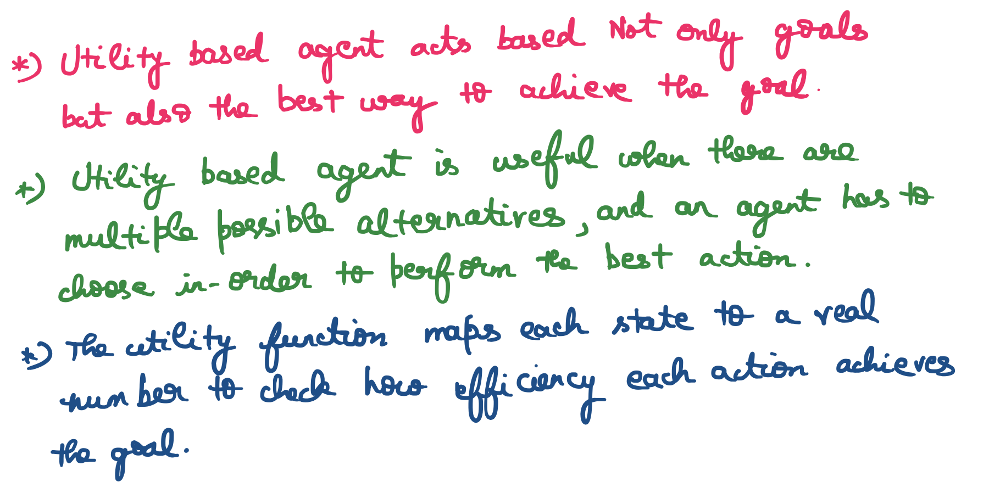 *) Utility based agent acts based Not only goals
but also the best way to achieve the goal.
*) Utility based agent is useful when there are
multiple possible alternatives, and an agent has to
choose in-order to perform the best action.
*) The utility function maps each state to a real
number to check how efficiency each action achieves
the goal.